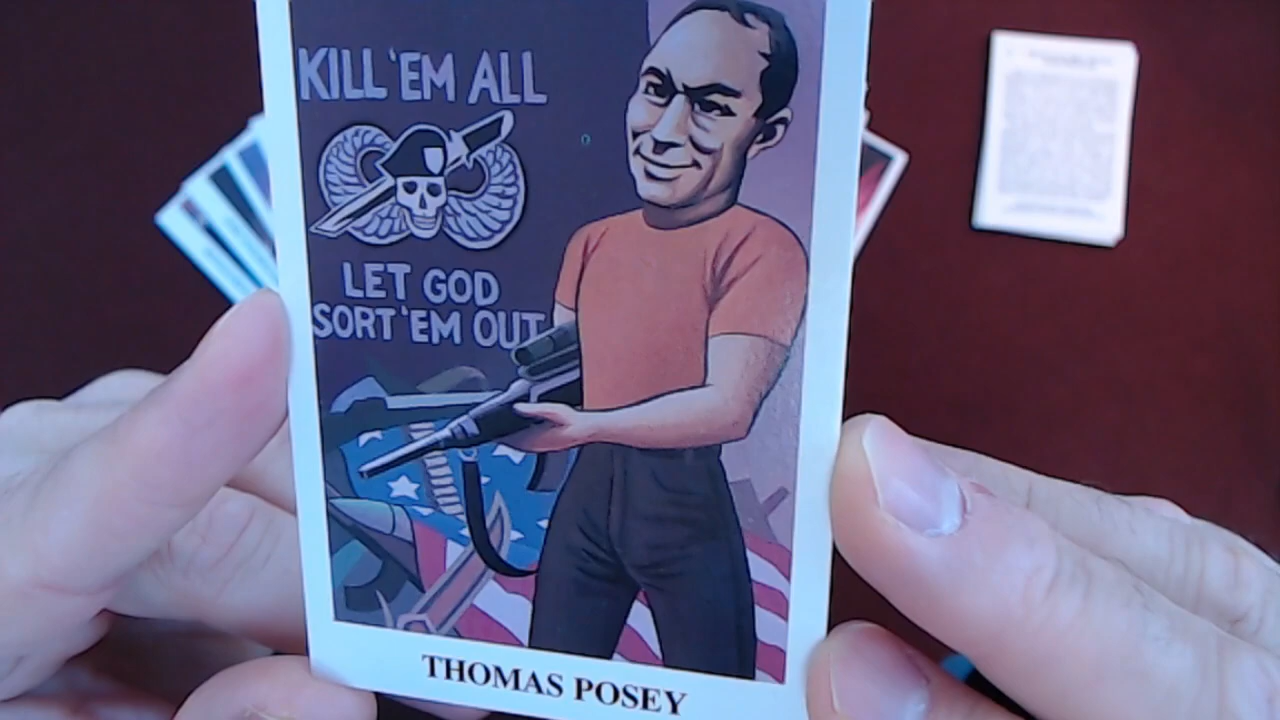 KILL 'EM ALL
LET GOD
SORT 'EM OUT
THOMAS POSEY